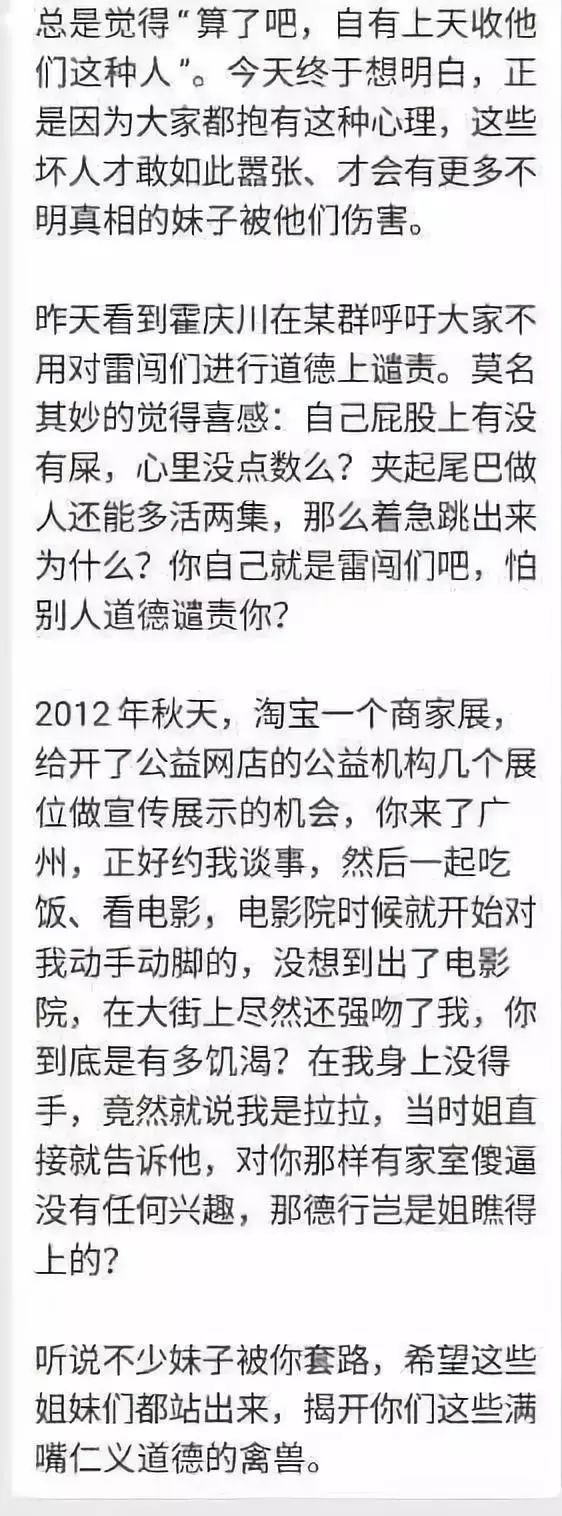 总是觉得“算了吧，自有上天收他
们这种人”。今天终于想明白，正
是因为大家都抱有这种心理，这些
坏人才敢如此嚣张、才会有更多不
明真相的妹子被他们伤害。
昨天看到霍庆川在某群呼吁大家不
用对雷闯们进行道德上谴责。莫名
其妙的觉得喜感：自己屁股上有没
有屎，心里没点数么？夹起尾巴做
人还能多活两集，那么着急跳出来
为什么？你自己就是雷闯们吧，怕
别人道德谴责你？
2012年秋天，淘宝一个商家展，
给开了公益网店的公益机构几个展
位做宣传展示的机会，你来了广
州，正好约我谈事，然后一起吃
饭、看电影，电影院时候就开始对
我动手动脚的，没想到出了电影
院，在大街上尽然还强吻了我，你
到底是有多饥渴？在我身上没得
手，竟然就说我是拉拉，当时姐直
接就告诉他，对你那样有家室傻逼
没有任何兴趣，那德行岂是姐瞧得
上的？
听说不少妹子被你套路，希望这些
姐妹们都站出来，揭开你们这些满
嘴仁义道德的禽兽。